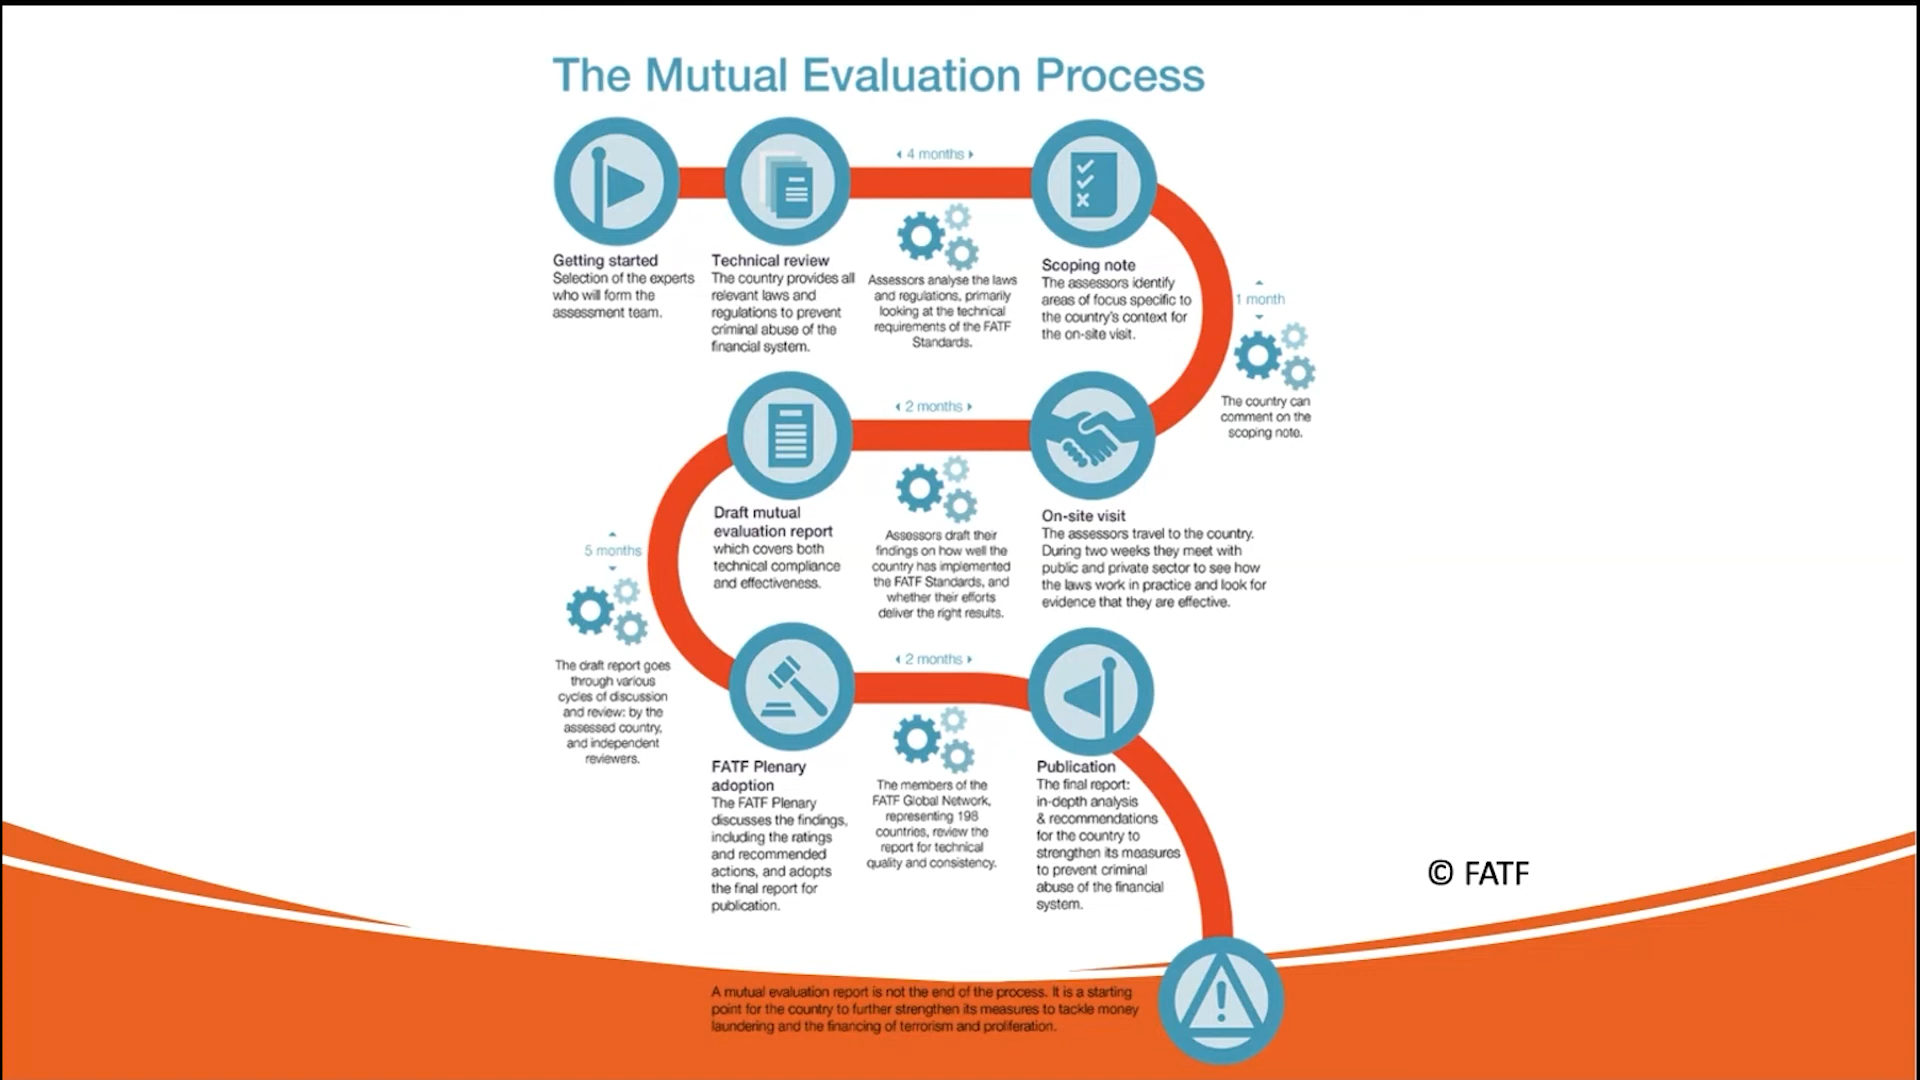 The Mutual Evaluation Process
Getting started
Selection of the experts
who will form the
assessment team.
Technical review
The country provides all
relevant laws and
regulations to prevent
criminal abuse of the
financial system.
4 months
Assessors analyse the laws
and regulations, primarily
looking at the technical
requirements of the FATF
Standards.
Scoping note
The assessors identify
areas of focus specific to
the country's context for
the on-site visit.
1 month
The country can
comment on the
scoping note.
On-site visit
The assessors travel to the country.
During two weeks they meet with
public and private sector to see how
the laws work in practice and look for
evidence that they are effective.
2 months
Assessors draft their
findings on how well the
country has implemented
the FATF Standards, and
whether their efforts
deliver the right results.
Draft mutual
evaluation report
which covers both
technical compliance
and effectiveness.
5 months
The draft report goes
through various
cycles of discussion
and review: by the
assessed country,
and independent
reviewers.
FATF Plenary
adoption
The FATF Plenary
discusses the findings,
including the ratings
and recommended
actions, and adopts
the final report for
publication.
2 months
The members of the
FATF Global Network,
representing 198
countries, review the
report for technical
quality and consistency.
Publication
The final report:
in-depth analysis
& recommendations
for the country to
strengthen its measures
to prevent criminal
abuse of the financial
system.
© FATF
A mutual evaluation report is not the end of the process. It is a starting
point for the country to further strengthen its measures to tackle money
laundering and the financing of terrorism and proliferation.